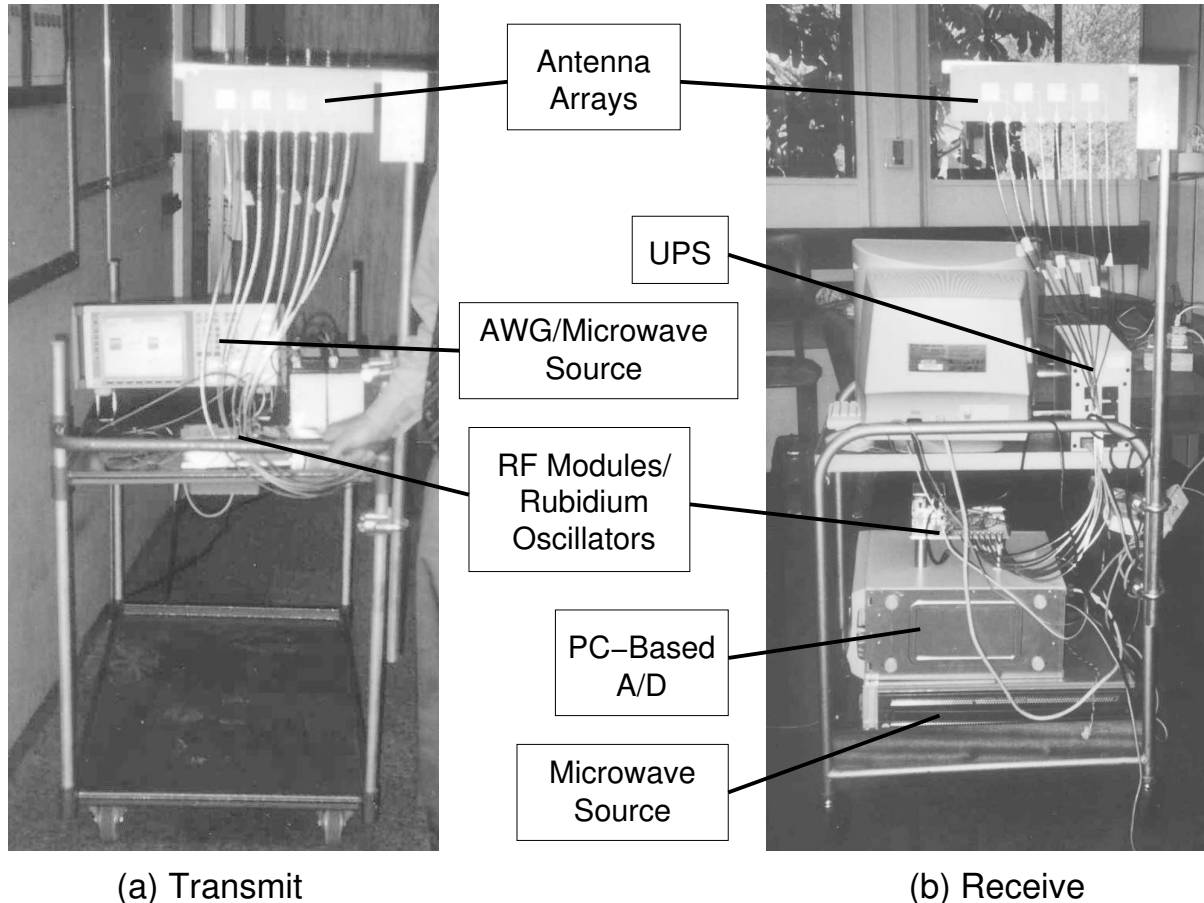 Antenna
Arrays
UPS
AWG/Microwave
Source
RF Modules/
Rubidium
Oscillators
PC−Based
A/D
Microwave
Source
(a) Transmit
(b) Receive